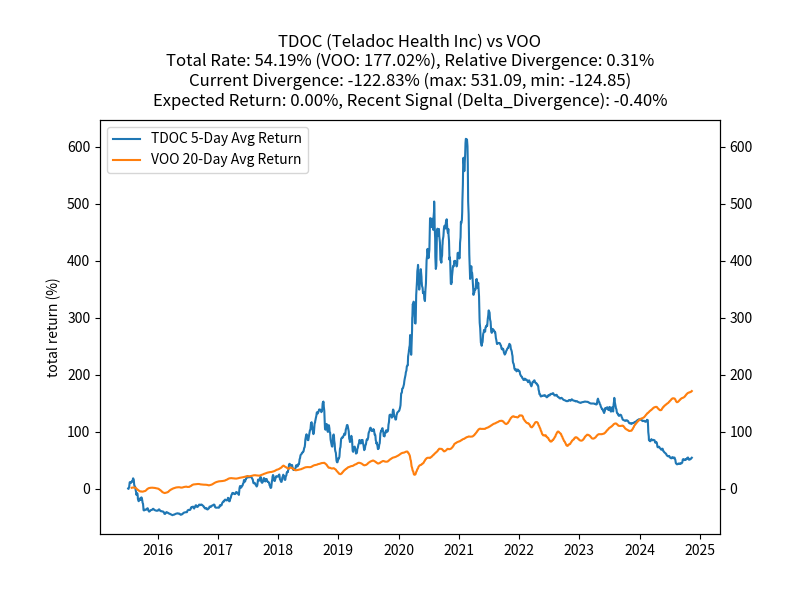 TDOC (Teladoc Health Inc) vs VOO
Total Rate: 54.19% (VOO: 177.02%), Relative Divergence: 0.31%
Current Divergence: -122.83% (max: 531.09, min: -124.85)
Expected Return: 0.00%, Recent Signal (Delta_Divergence): -0.40%
TDOC 5-Day Avg Return
VOO 20-Day Avg Return
total return (%)
600 600
500 500
400 400
300 300
200 200
100 100
0 0
2016 2017 2018 2019 2020 2021 2022 2023 2024 2025